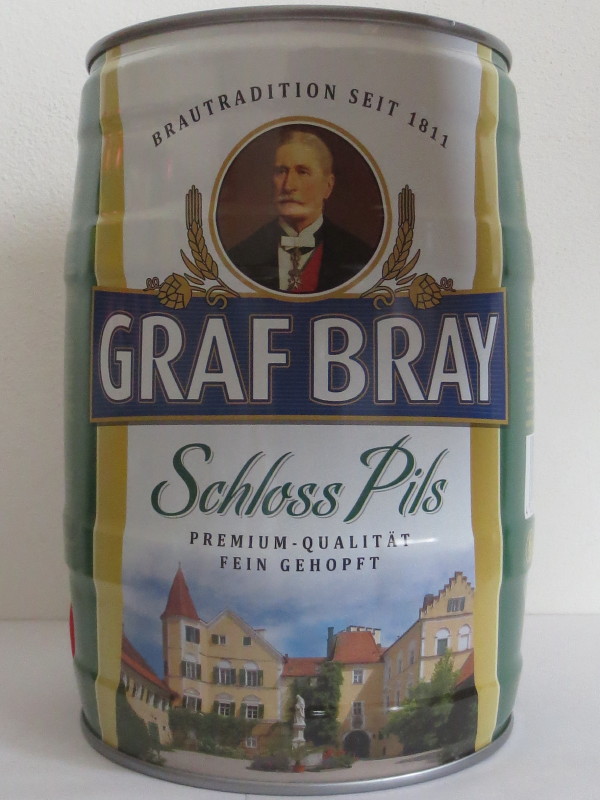 BRAUTRADITION SEIT 1811
GRAF BRAY
Schloss Pils
PREMIUM-QUALITÄT
FEIN GEHOPFT